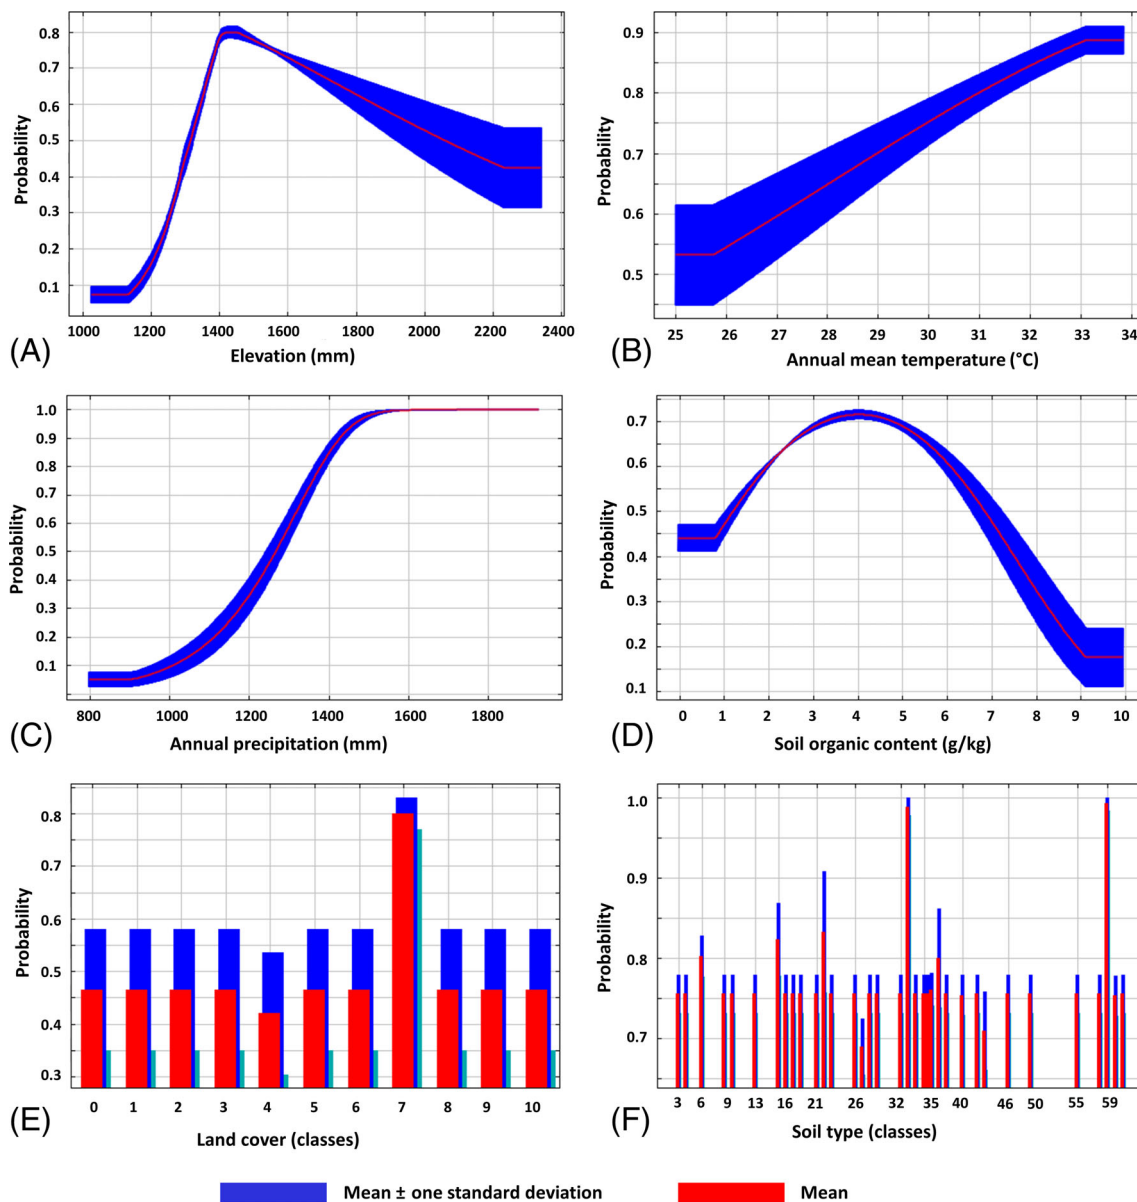 0.8
0.7
0.6
0.5
0.4
0.3
0.2
0.1
Probability
1000 1200 1400 1600 1800 2000 2200 2400
(A)
Elevation (mm)
0.9
0.8
0.7
0.6
0.5
Probability
25 26 27 28 29 30 31 32 33 34
(B)
Annual mean temperature (°C)
1.0
1.0
0.8
0.7
0.6
0.5
0.4
0.3
0.2
0.1
Probability
800 1000 1200 1400 1600 1800
(C)
Annual precipitation (mm)
0.7
0.6
0.5
0.4
0.3
0.2
0.1
Probability
0 1 2 3 4 5 6 7 8 9 10
(D)
Soil organic content (g/kg)
0.8
0.7
0.6
0.5
0.4
0.3
Probability
0 1 2 3 4 5 6 7 8 9 10
(E)
Land cover (classes)
1.0
0.9
0.8
0.7
Probability
3 6 9 13 16 21 26 32 35 40 46 50 55 59
(F)
Soil type (classes)
Mean ± one standard deviation
Mean